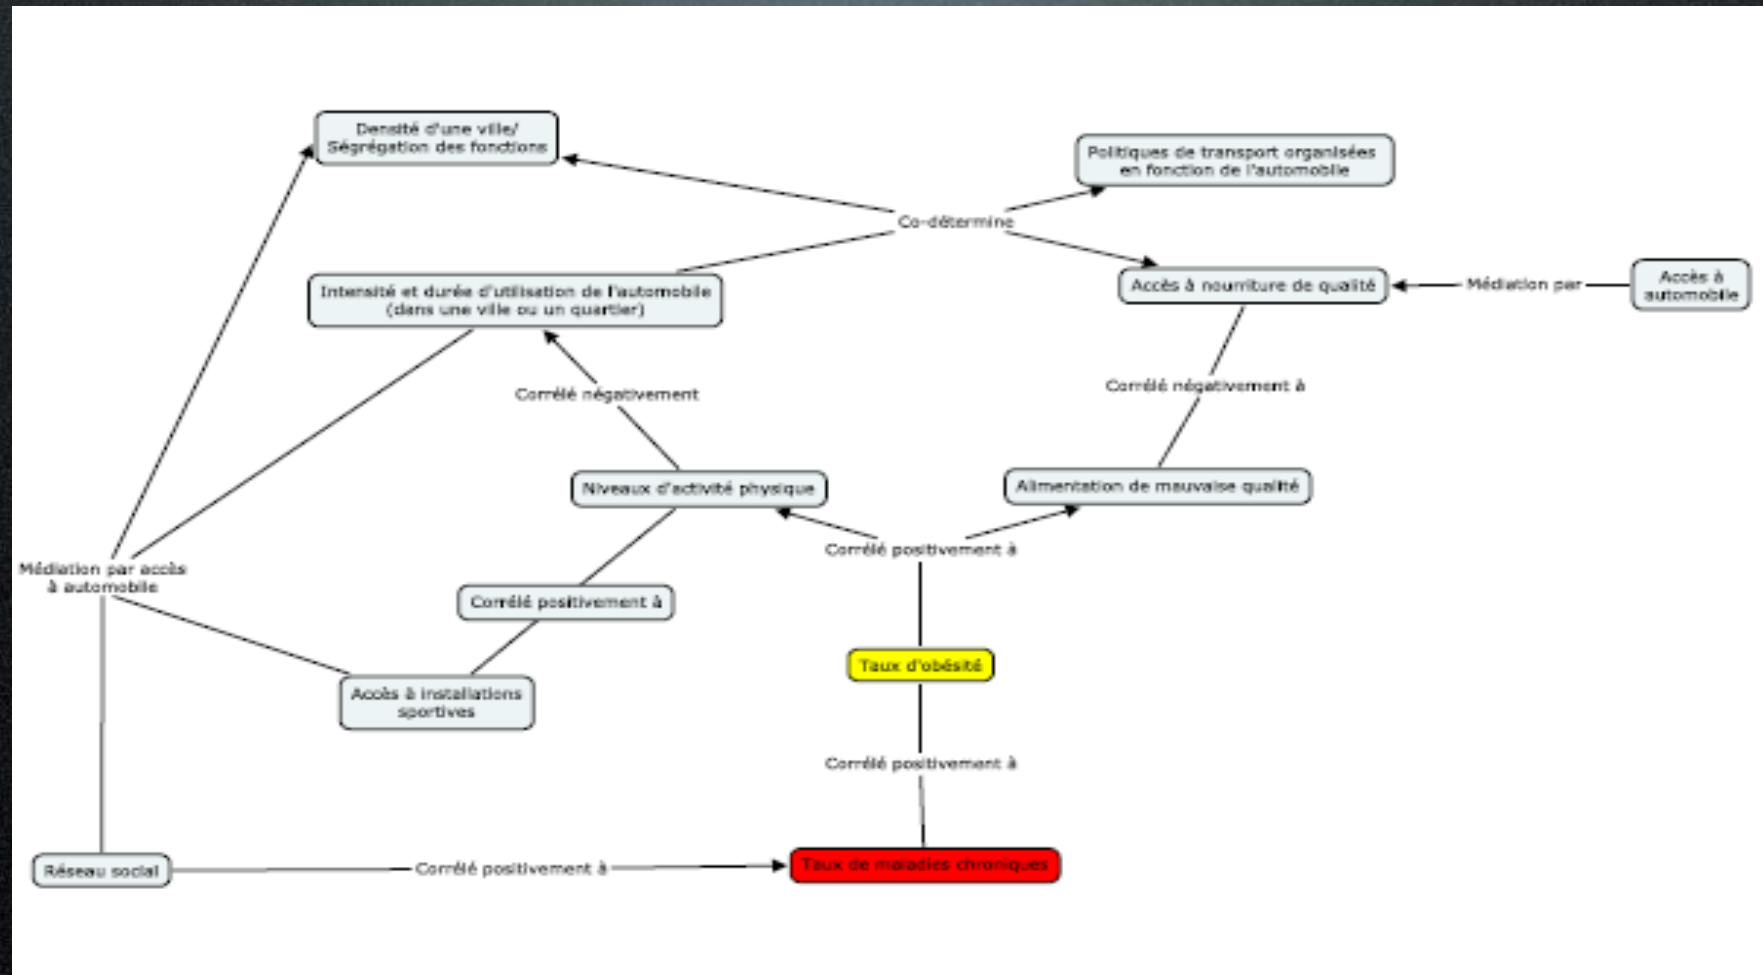 Densité d'une ville/
Ségrégation des fonctions
Politiques de transport organisées
en fonction de l'automobile
Co-détermine
Intensité et durée d'utilisation de l'automobile
(dans une ville ou un quartier)
Accès à nourriture de qualité
Médiation par
Accès à
automobile
Corrélé négativement
Corrélé négativement à
Niveaux d'activité physique
Alimentation de mauvaise qualité
Corrélé positivement à
Médiation par accès
à automobile
Corrélé positivement à
Taux d'obésité
Accès à installations
sportives
Corrélé positivement à
Réseau social
Corrélé positivement à
Taux de maladies chroniques